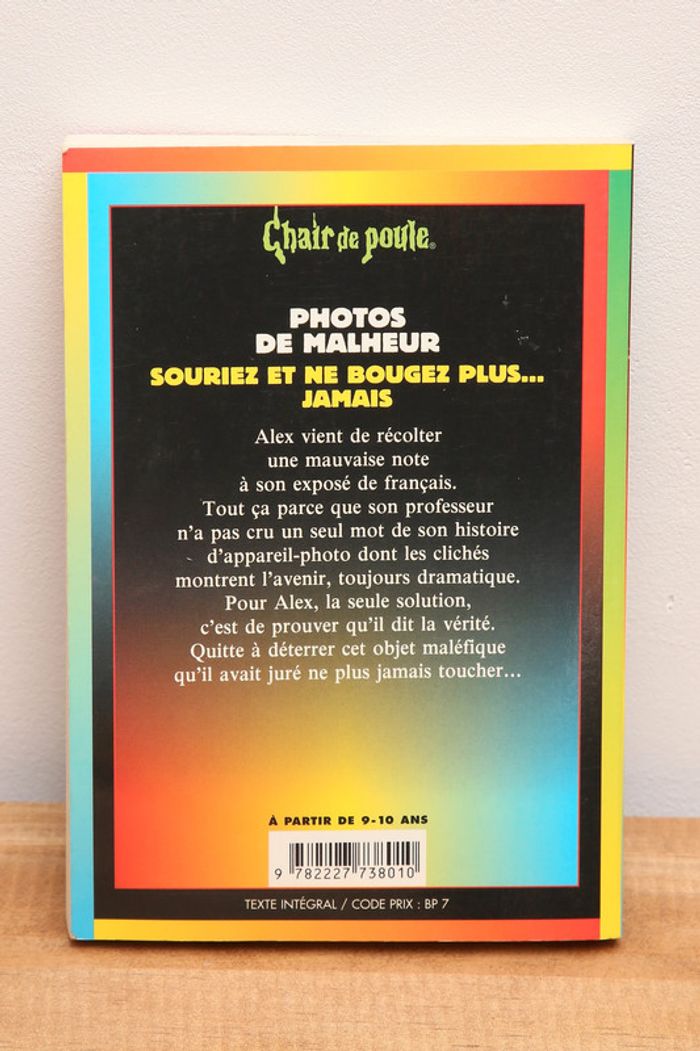 Chair de poule®
PHOTOS
DE MALHEUR
SOURIEZ ET NE BOUGEZ PLUS...
JAMAIS
Alex vient de récolter
une mauvaise note
à son exposé de français.
Tout ça parce que son professeur
n'a pas cru un seul mot de son histoire
d'appareil-photo dont les clichés
montrent l'avenir, toujours dramatique.
Pour Alex, la seule solution,
c'est de prouver qu'il dit la vérité.
Quitte à déterrer cet objet maléfique
qu'il avait juré ne plus jamais toucher...
À PARTIR DE 9-10 ANS
9 782227 738010
TEXTE INTÉGRAL / CODE PRIX : BP 7